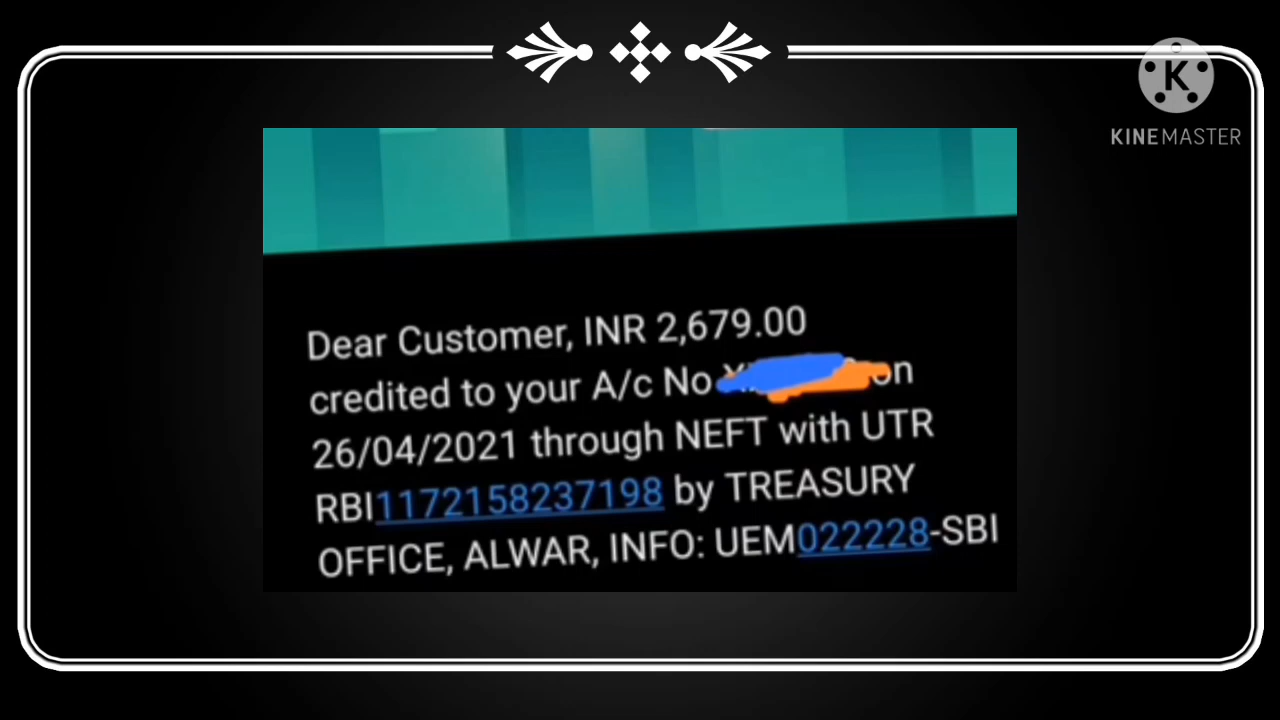 K
KINEMASTER
Dear Customer, INR 2,679.00
credited to your A/c No on
26/04/2021 through NEFT with UTR
RBI1172158237198 by TREASURY
OFFICE, ALWAR, INFO: UEM022228-SBI